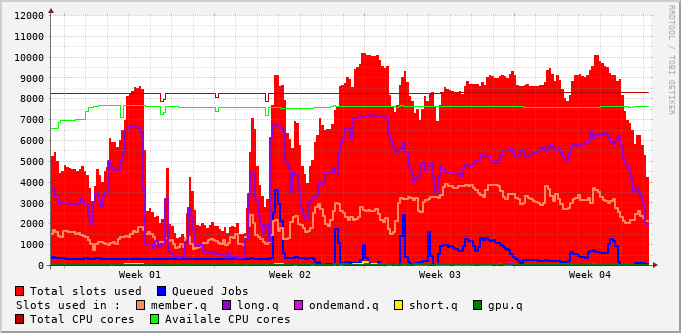 RRDTOOL / TOBI OETIKER
12000
11000
10000
9000
8000
7000
6000
5000
4000
3000
2000
1000
0
Week 01 Week 02 Week 03 Week 04
Total slots used Queued Jobs
Slots used in : member.q long.q ondemand.q short.q gpu.q
Total CPU cores Availale CPU cores